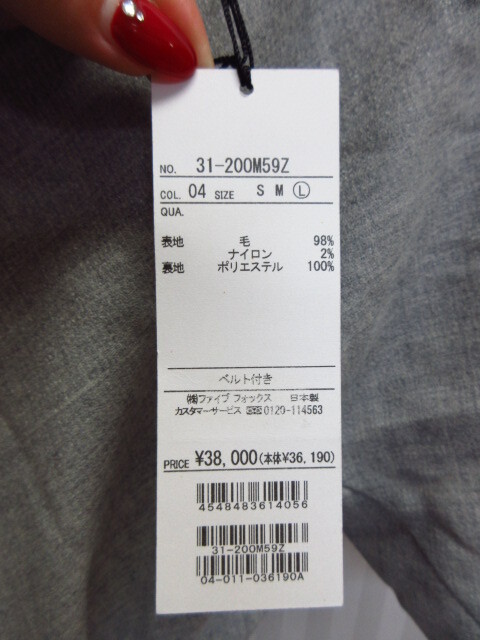 NO. 31-200M59Z
COL. 04 SIZE S M Ⓛ
QUA.
表地 毛 98%
ナイロン 2%
裏地 ポリエステル 100%
ベルト付き
㈱ファイブ フォックス 日本製
カスタマーサービス 0120-114563
PRICE ¥38,000(本体¥36,190)
4548483614056
31-200M59Z
04-011-036190A